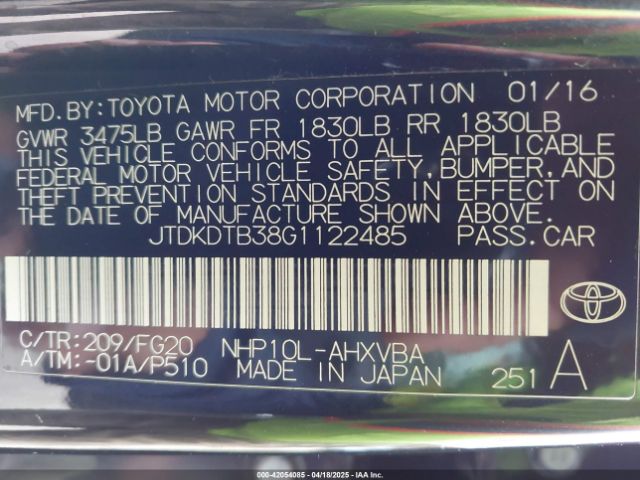 MFD.BY:TOYOTA MOTOR CORPORATION 01/16
GVWR 3475LB GAWR FR 1830LB RR 1830LB
THIS VEHICLE CONFORMS TO ALL APPLICABLE
FEDERAL MOTOR VEHICLE SAFETY, BUMPER, AND
THEFT PREVENTION STANDARDS IN EFFECT ON
THE DATE OF MANUFACTURE SHOWN ABOVE.
JTDKDTB38G1122485 PASS.CAR
C/TR:209/FG20 NHP10L-AHXVBA
A/TM:-01A/P510 MADE IN JAPAN 251 A
000-42054085 - 04/18/2025 - IAA Inc.